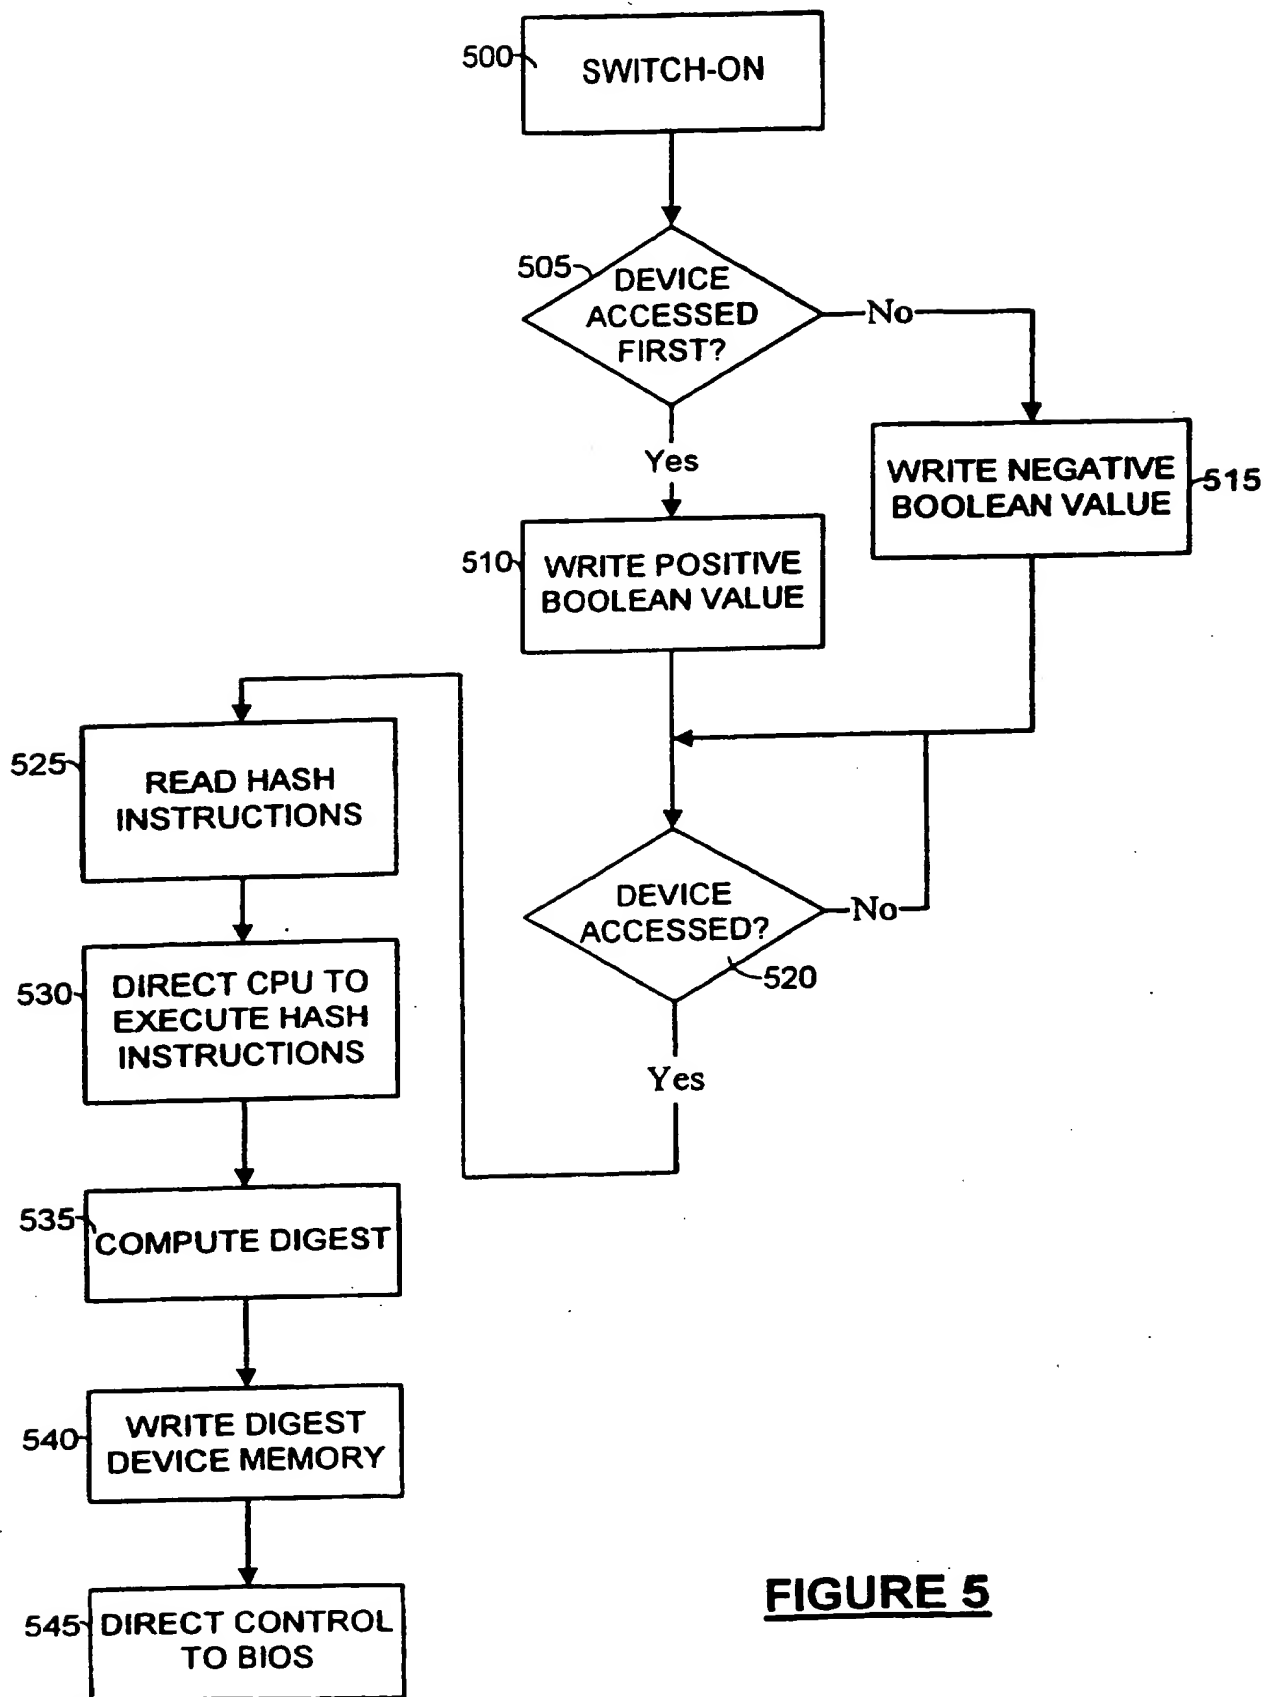 500
SWITCH-ON
505
DEVICE
ACCESSED
FIRST?
No
Yes
WRITE NEGATIVE
BOOLEAN VALUE
515
510
WRITE POSITIVE
BOOLEAN VALUE
525
READ HASH
INSTRUCTIONS
DEVICE
ACCESSED?
No
520
Yes
530
DIRECT CPU TO
EXECUTE HASH
INSTRUCTIONS
535
COMPUTE DIGEST
540
WRITE DIGEST
DEVICE MEMORY
545
DIRECT CONTROL
TO BIOS
FIGURE 5